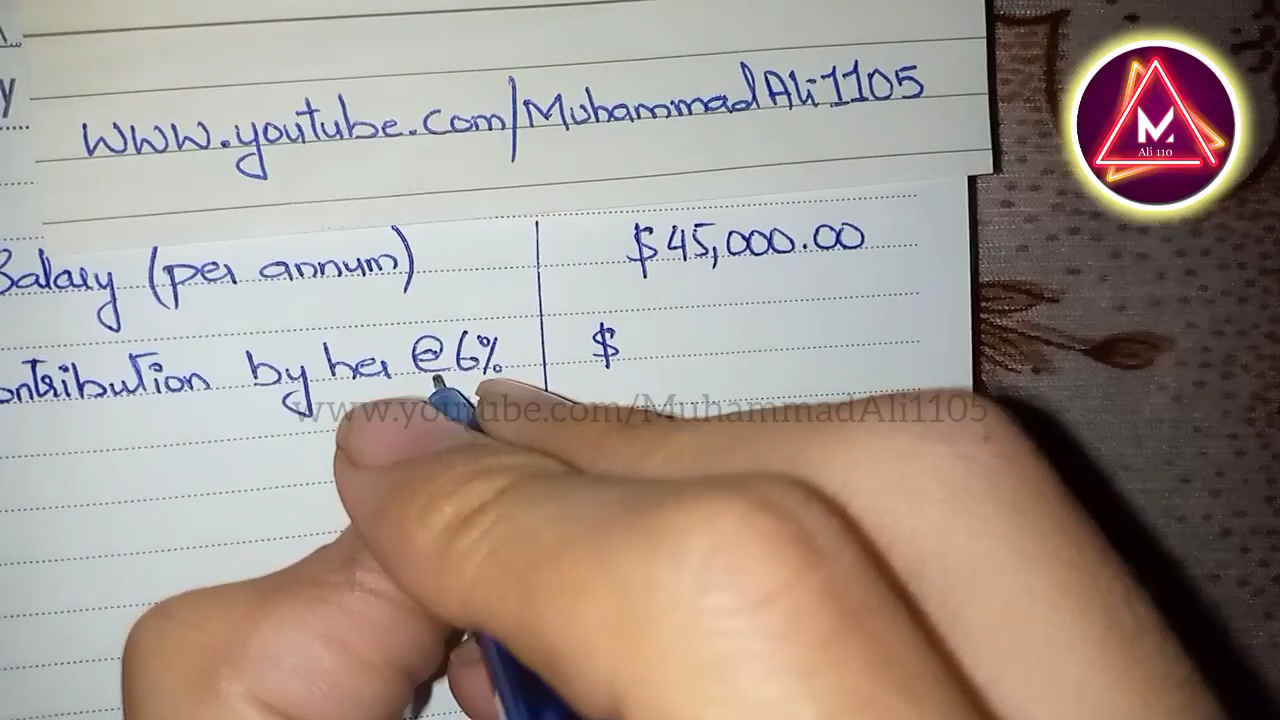 y
www.youtube.com/MuhammadAli1105
M
Ali 110
Salary (per annum) $45,000.00
ontribution by her @ 6% $
www.youtube.com/MuhammadAli1105